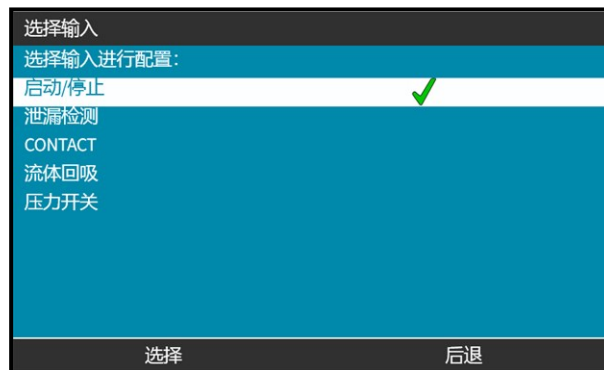 选择输入
选择输入进行配置：
启动/停止
泄漏检测
CONTACT
流体回吸
压力开关
选择 后退